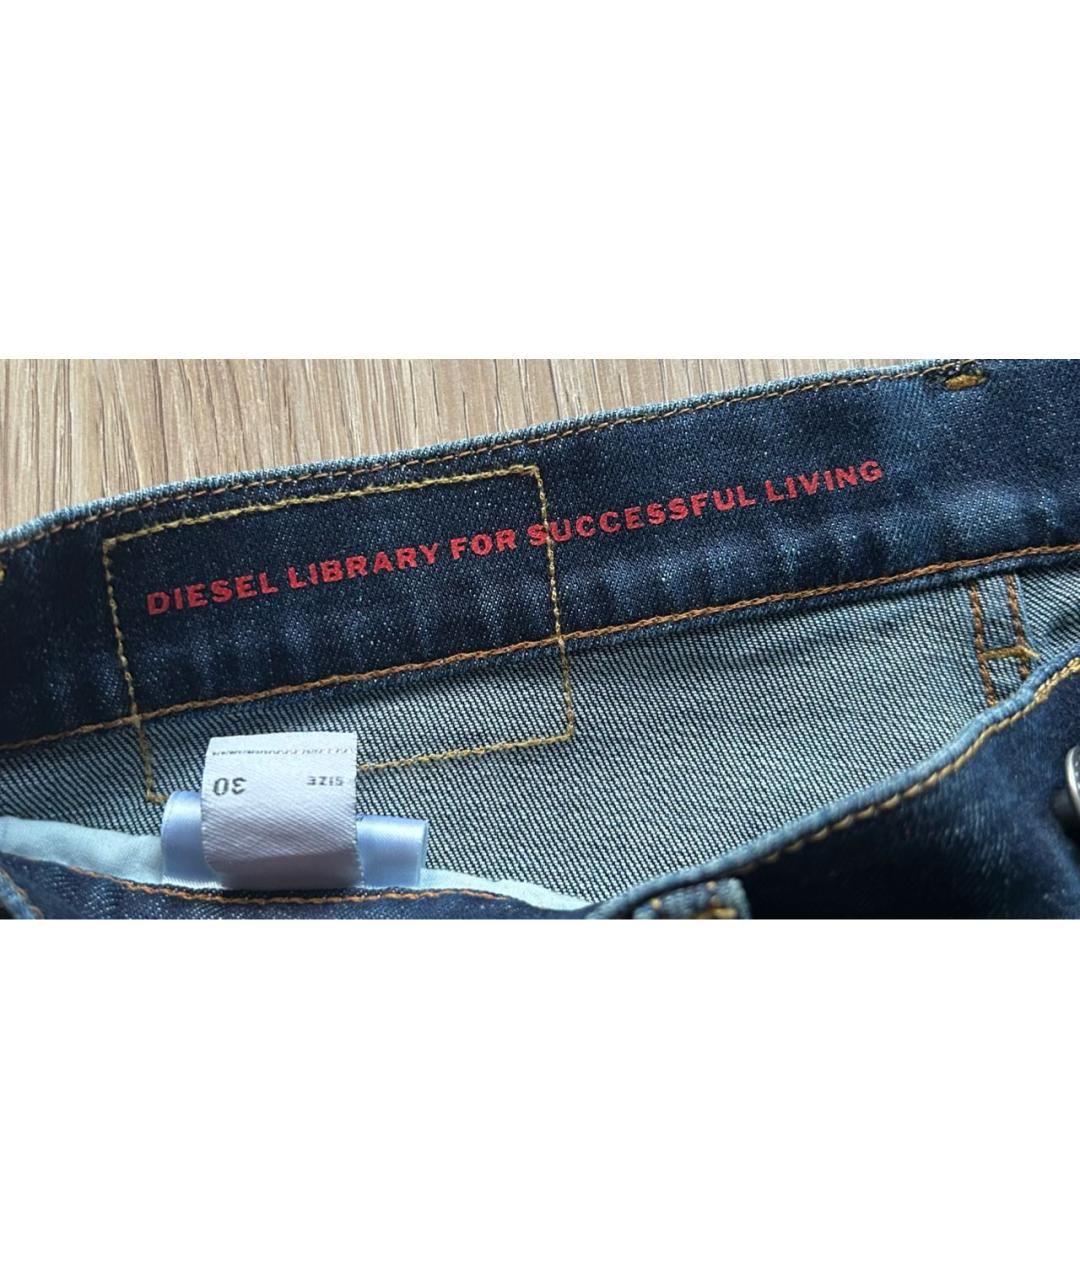 DIESEL LIBRARY FOR SUCCESSFUL LIVING
SIZE 30